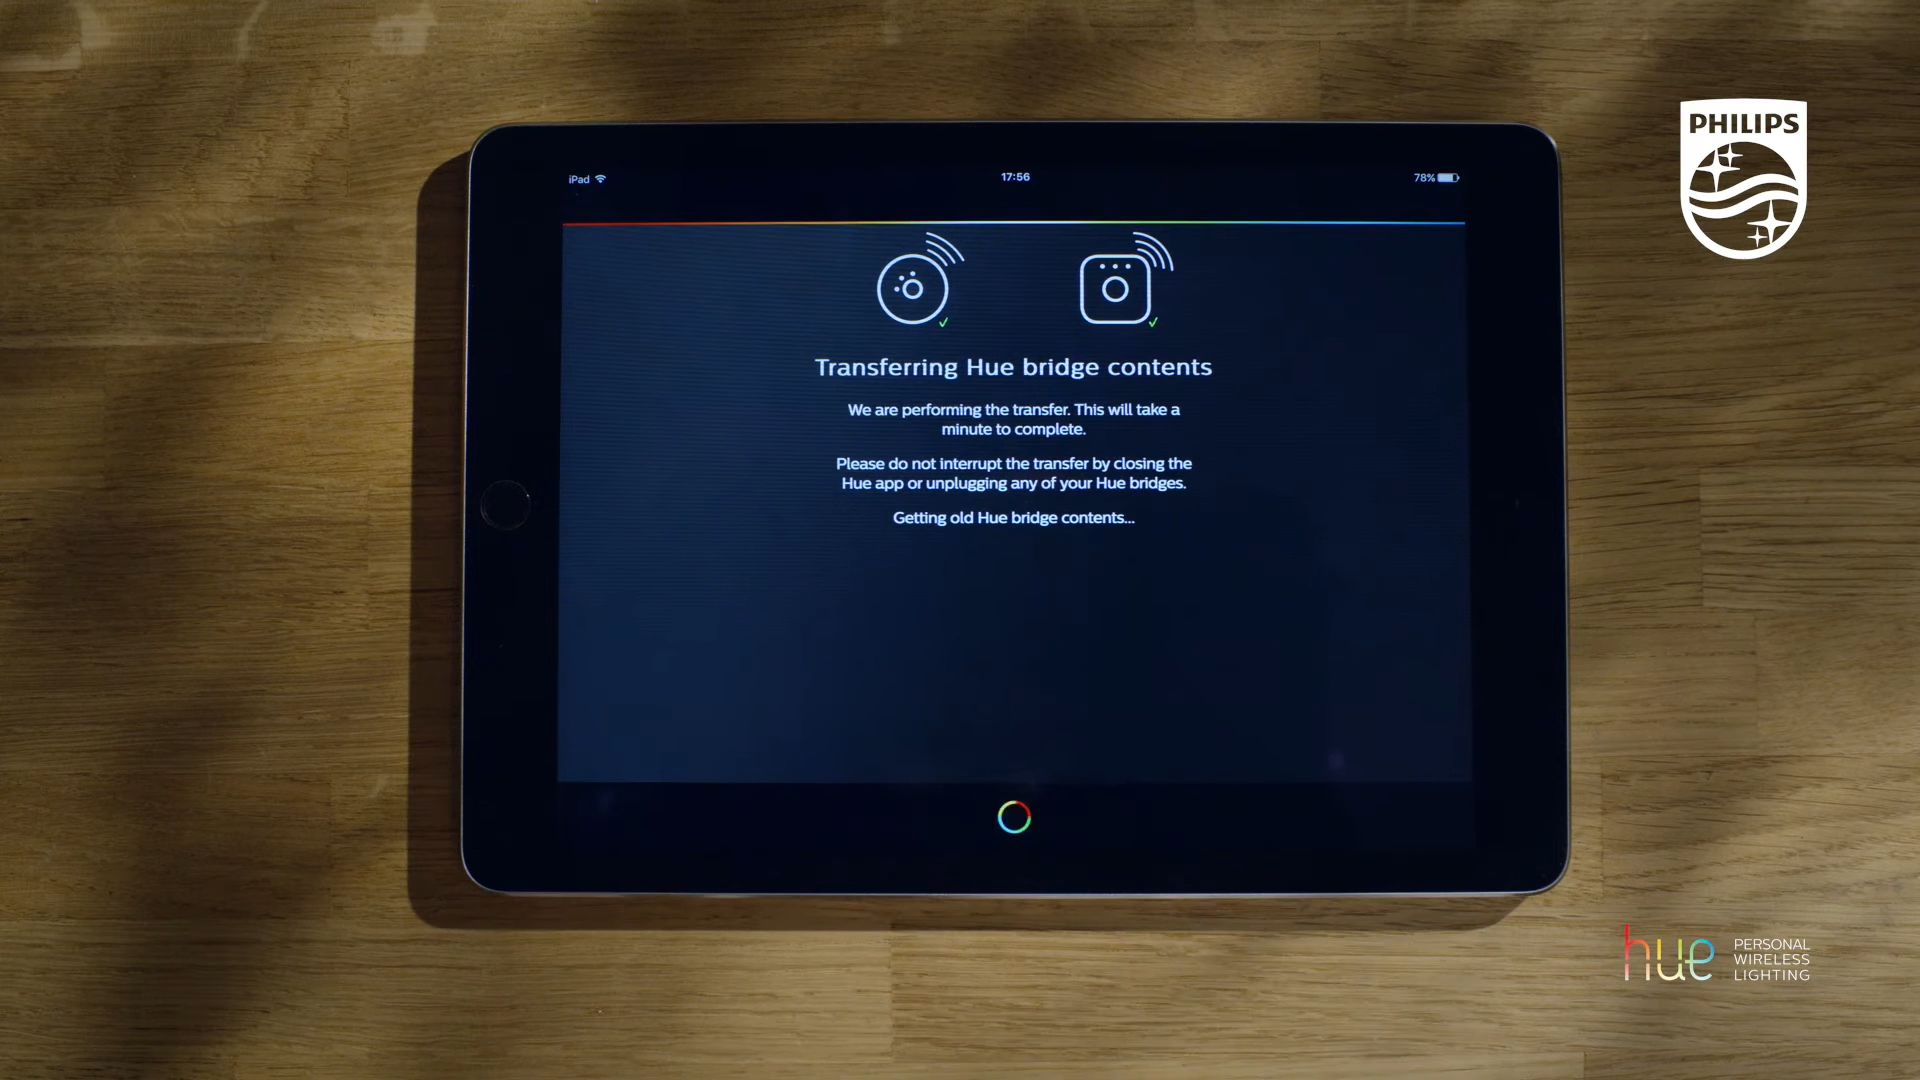 PHILIPS
iPad
17:56
78%
Transferring Hue bridge contents
We are performing the transfer. This will take a
minute to complete.
Please do not interrupt the transfer by closing the
Hue app or unplugging any of your Hue bridges.
Getting old Hue bridge contents...
hue
PERSONAL
WIRELESS
LIGHTING